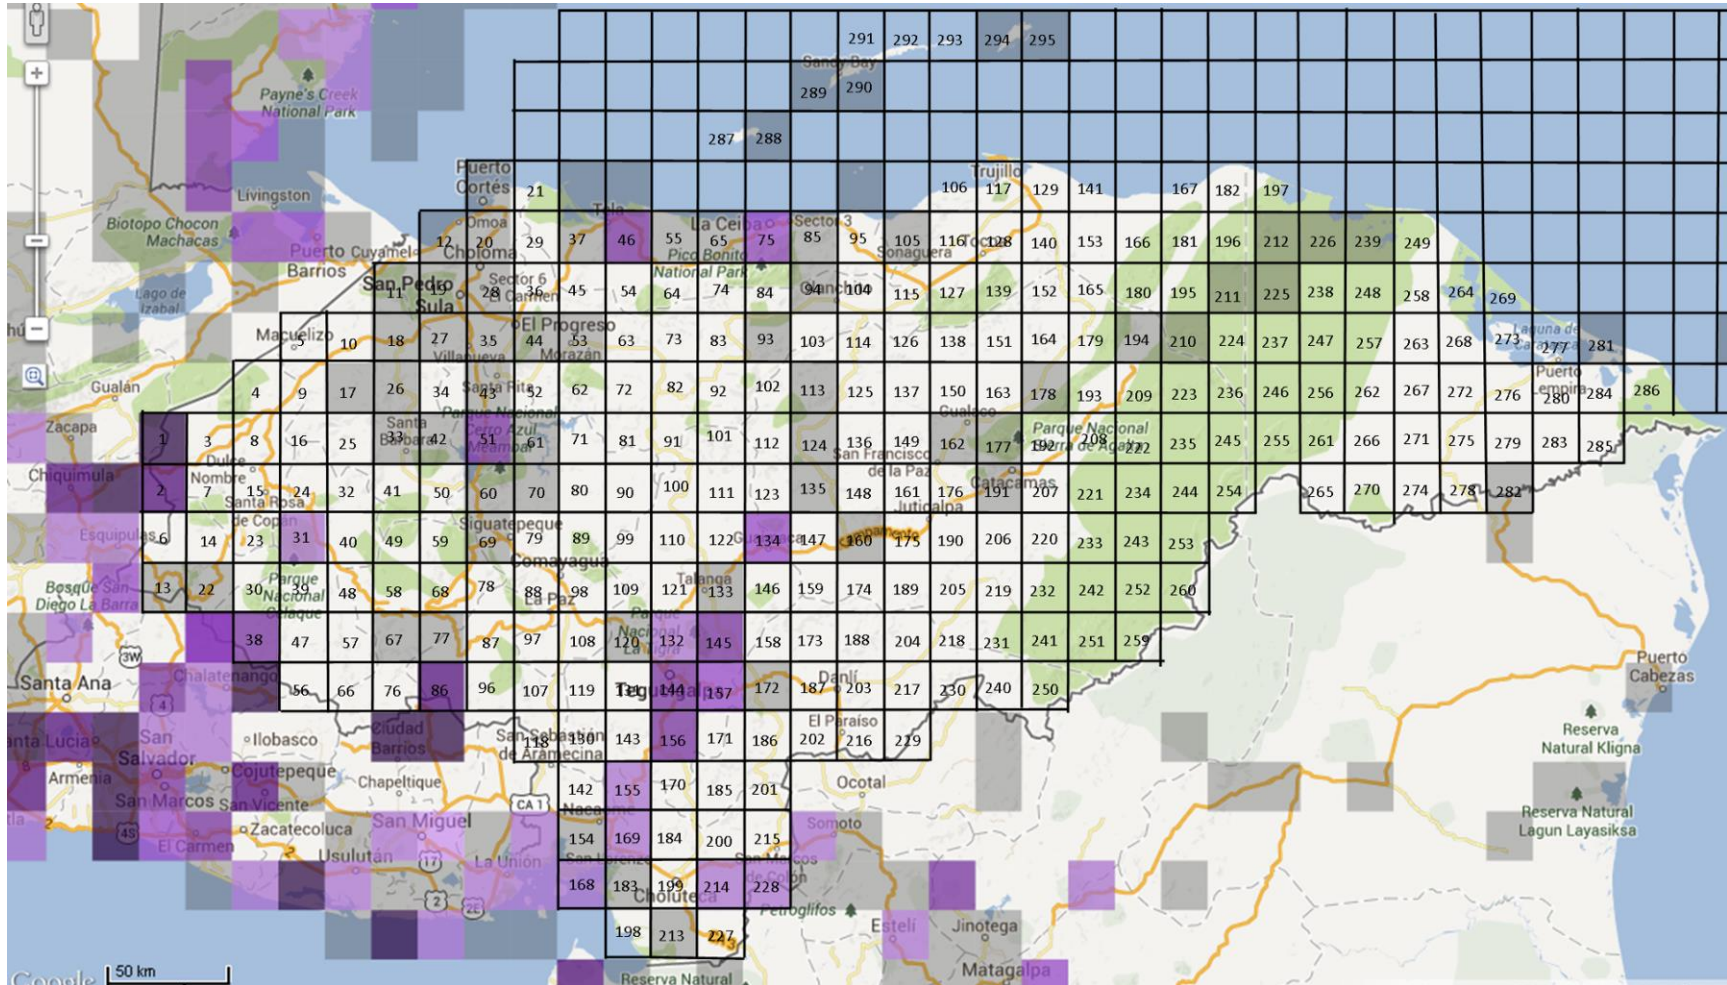 291 292 293 294 295
Sandy Bay
289 290
Payne's Creek
National Park
287 288
Puerto
Cortés
Trujillo
Livingston
21 106 117 129 141 167 182 197
Biotopo Chocon
Machacas
Tela
La Ceiba
Sector 3
Omoa
12 20 29 37 46 55 65 75 85 95 105 116 128 140 153 166 181 196 212 226 239 249
Puerto
Barrios
Cuyamel
Choloma
Pico Bonito
National Park
Sonaguera
Lago de
Izabal
San Pedro
Sula
Sector 6
El Carmen
11 19 28 36 45 54 64 74 84 94 104 115 127 139 152 165 180 195 211 225 238 248 258 264 269
Macuelizo
El Progreso
5 10 18 27 35 44 53 63 73 83 93 103 114 126 138 151 164 179 194 210 224 237 247 257 263 268 273 277 281
Villanueva
Morazán
Laguna de
Puerto
Lempira
Gualán
Santa Rita
4 9 17 26 34 43 52 62 72 82 92 102 113 125 137 150 163 178 193 209 223 236 246 256 262 267 272 276 280 284 286
Parque Nacional
Cerro Azul
Meambar
Gualaco
Zacapa
Santa
Barbara
Parque Nacional
Sierra de Agalta
1 3 8 16 25 33 42 51 61 71 81 91 101 112 124 136 149 162 177 192 208 222 235 245 255 261 266 271 275 279 283 285
San Francisco
de la Paz
Chiquimula
Dulce
Nombre
Catacamas
2 7 15 24 32 41 50 60 70 80 90 100 111 123 135 148 161 176 191 207 221 234 244 254 265 270 274 278 282
Santa Rosa
de Copán
Juticalpa
Siguatepeque
Esquipulas
6 14 23 31 40 49 59 69 79 89 99 110 122 134 147 160 175 190 206 220 233 243 253
Comayagua
Campamento
Bosque San
Diego La Barra
Parque
Nacional
Celaque
La Paz
Talanga
13 22 30 39 48 58 68 78 88 98 109 121 133 146 159 174 189 205 219 232 242 252 260
Parque
Nacional
La Tigra
38 47 57 67 77 87 97 108 120 132 145 158 173 188 204 218 231 241 251 259
3W
Puerto
Cabezas
Santa Ana
Chalatenango
Danlí
56 66 76 86 96 107 119 131 144 157 172 187 203 217 230 240 250
Tegucigalpa
4
El Paraíso
Santa Lucia
San
Salvador
Ilobasco
Ciudad
Barrios
San Sebastián
de Aramecina
118 130 143 156 171 186 202 216 229
Reserva
Natural Kligna
Armenia
Cojutepeque
Chapeltique
Ocotal
142 155 170 185 201
San Marcos
San Vicente
CA 1
Nacaome
Reserva Natural
Lagun Layasiksa
2
4S
El Carmen
Zacatecoluca
San Miguel
Somoto
154 169 184 200 215
2
Usulután
17
La Unión
San Lorenzo
San Marcos
de Colón
168 183 199 214 228
Choluteca
2
2E
Petroglifos
Estelí
Jinotega
198 213 227
3
Google
50 km
Reserva Natural
Matagalpa